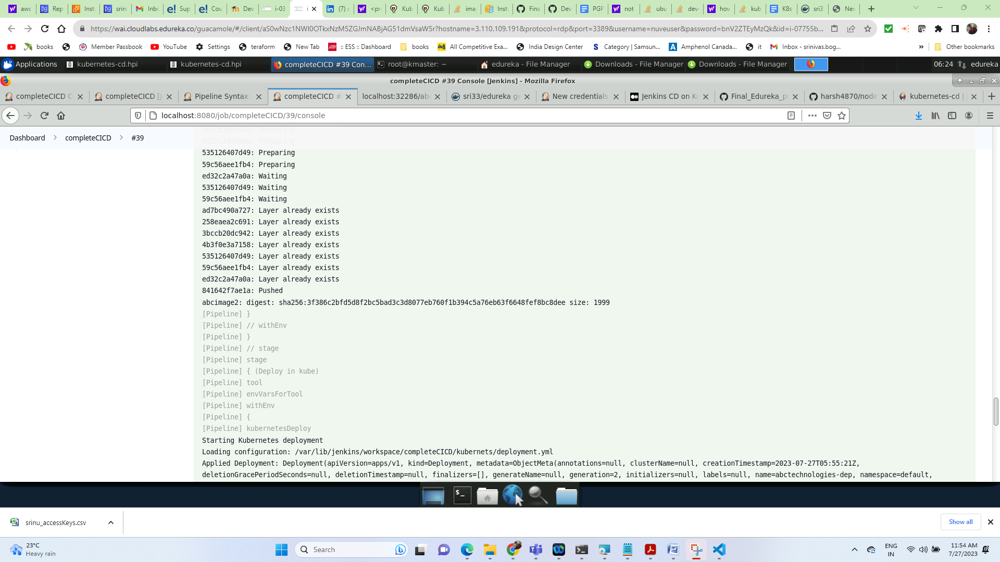 aws
Rep
Inst
srin
Inbo
Sup
Cou
Dev
i-03
i
(7) c
<pr
Kub
Kub
ima
Inst
Fina
Dev
PGP
not
ubu
dev
how
kub
K8s
sri3
Nev
https://wai.cloudlabs.edureka.co/guacamole/#/client/aS0wNzc1NWI0OTkxNzM5ZGJmNABjAG51dmVsaW5r?hostname=3.110.109.191&protocol=rdp&port=3389&username=nuveuser&password=bnV2ZTEyMzQk&id=i-07755b...
books
Member Passbook
YouTube
Settings
teraform
New Tab
:: ESS :: Dashboard
books
All Competitive Exa...
India Design Center
Category | Samsun...
Amphenol Canada...
it
Inbox - srinivas.bog...
»
Other bookmarks
Applications
kubernetes-cd.hpi
kubernetes-cd.hpi
completeCICD #39 Con...
root@kmaster: ~
edureka - File Manager
Downloads - File Manager
Downloads - File Manager
06:24
edureka
completeCICD #39 Console [Jenkins] - Mozilla Firefox
completeCICD C
completeCICD [J
Pipeline Syntax:
completeCICD #
localhost:32286/abc
sri33/edureka ge
New credentials
Jenkins CD on Ku
Final_Edureka_p
harsh4870/node
kubernetes-cd |
localhost:8080/job/completeCICD/39/console
Dashboard > completeCICD > #39
3bccb20dc942: Preparing
ed32c2a47a0a: Preparing
535126407d49: Preparing
59c56aee1fb4: Preparing
ed32c2a47a0a: Waiting
535126407d49: Waiting
59c56aee1fb4: Waiting
ad7bc490a727: Layer already exists
258eaea2c691: Layer already exists
3bccb20dc942: Layer already exists
4b3f0e3a7158: Layer already exists
535126407d49: Layer already exists
59c56aee1fb4: Layer already exists
ed32c2a47a0a: Layer already exists
841642f7ae1a: Pushed
abcimage2: digest: sha256:3f386c2bfd5d8f2bc5bad3c3d8077eb760f1b394c5a76eb63f6648fef8bc8dee size: 1999
[Pipeline] }
[Pipeline] // withEnv
[Pipeline] }
[Pipeline] // stage
[Pipeline] stage
[Pipeline] { (Deploy in kube)
[Pipeline] tool
[Pipeline] envVarsForTool
[Pipeline] withEnv
[Pipeline] {
[Pipeline] kubernetesDeploy
Starting Kubernetes deployment
Loading configuration: /var/lib/jenkins/workspace/completeCICD/kubernets/deployment.yml
Applied Deployment: Deployment(apiVersion=apps/v1, kind=Deployment, metadata=ObjectMeta(annotations=null, clusterName=null, creationTimestamp=2023-07-27T05:55:21Z,
deletionGracePeriodSeconds=null, deletionTimestamp=null, finalizers=[], generateName=null, generation=2, initializers=null, labels=null, name=abctechnologies-dep, namespace=default,
srinu_accessKeys.csv
Show all
23°C
Heavy rain
Search
ENG
IN
11:54 AM
7/27/2023